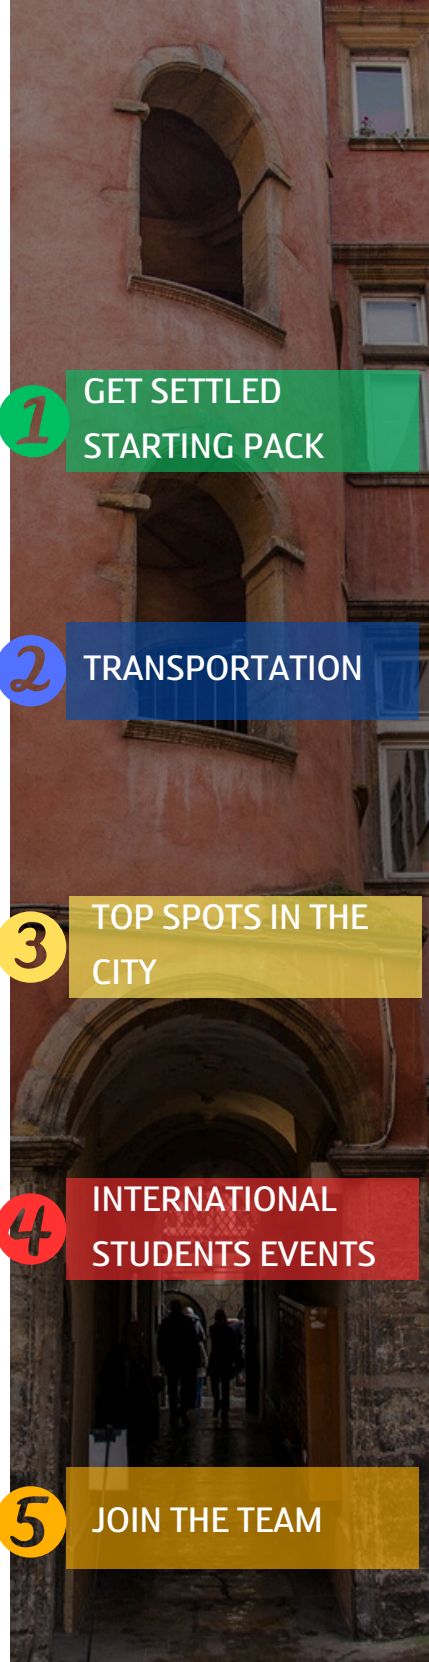 1
GET SETTLED
STARTING PACK
2
TRANSPORTATION
3
TOP SPOTS IN THE
CITY
4
INTERNATIONAL
STUDENTS EVENTS
5
JOIN THE TEAM